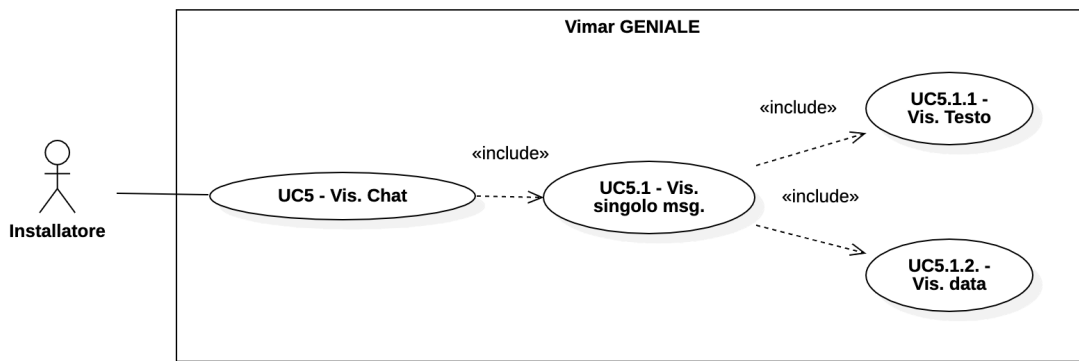 Vimar GENIALE
Installatore
UC5 - Vis. Chat
«include»
UC5.1 - Vis.
singolo msg.
«include»
UC5.1.1 -
Vis. Testo
«include»
UC5.1.2. -
Vis. data